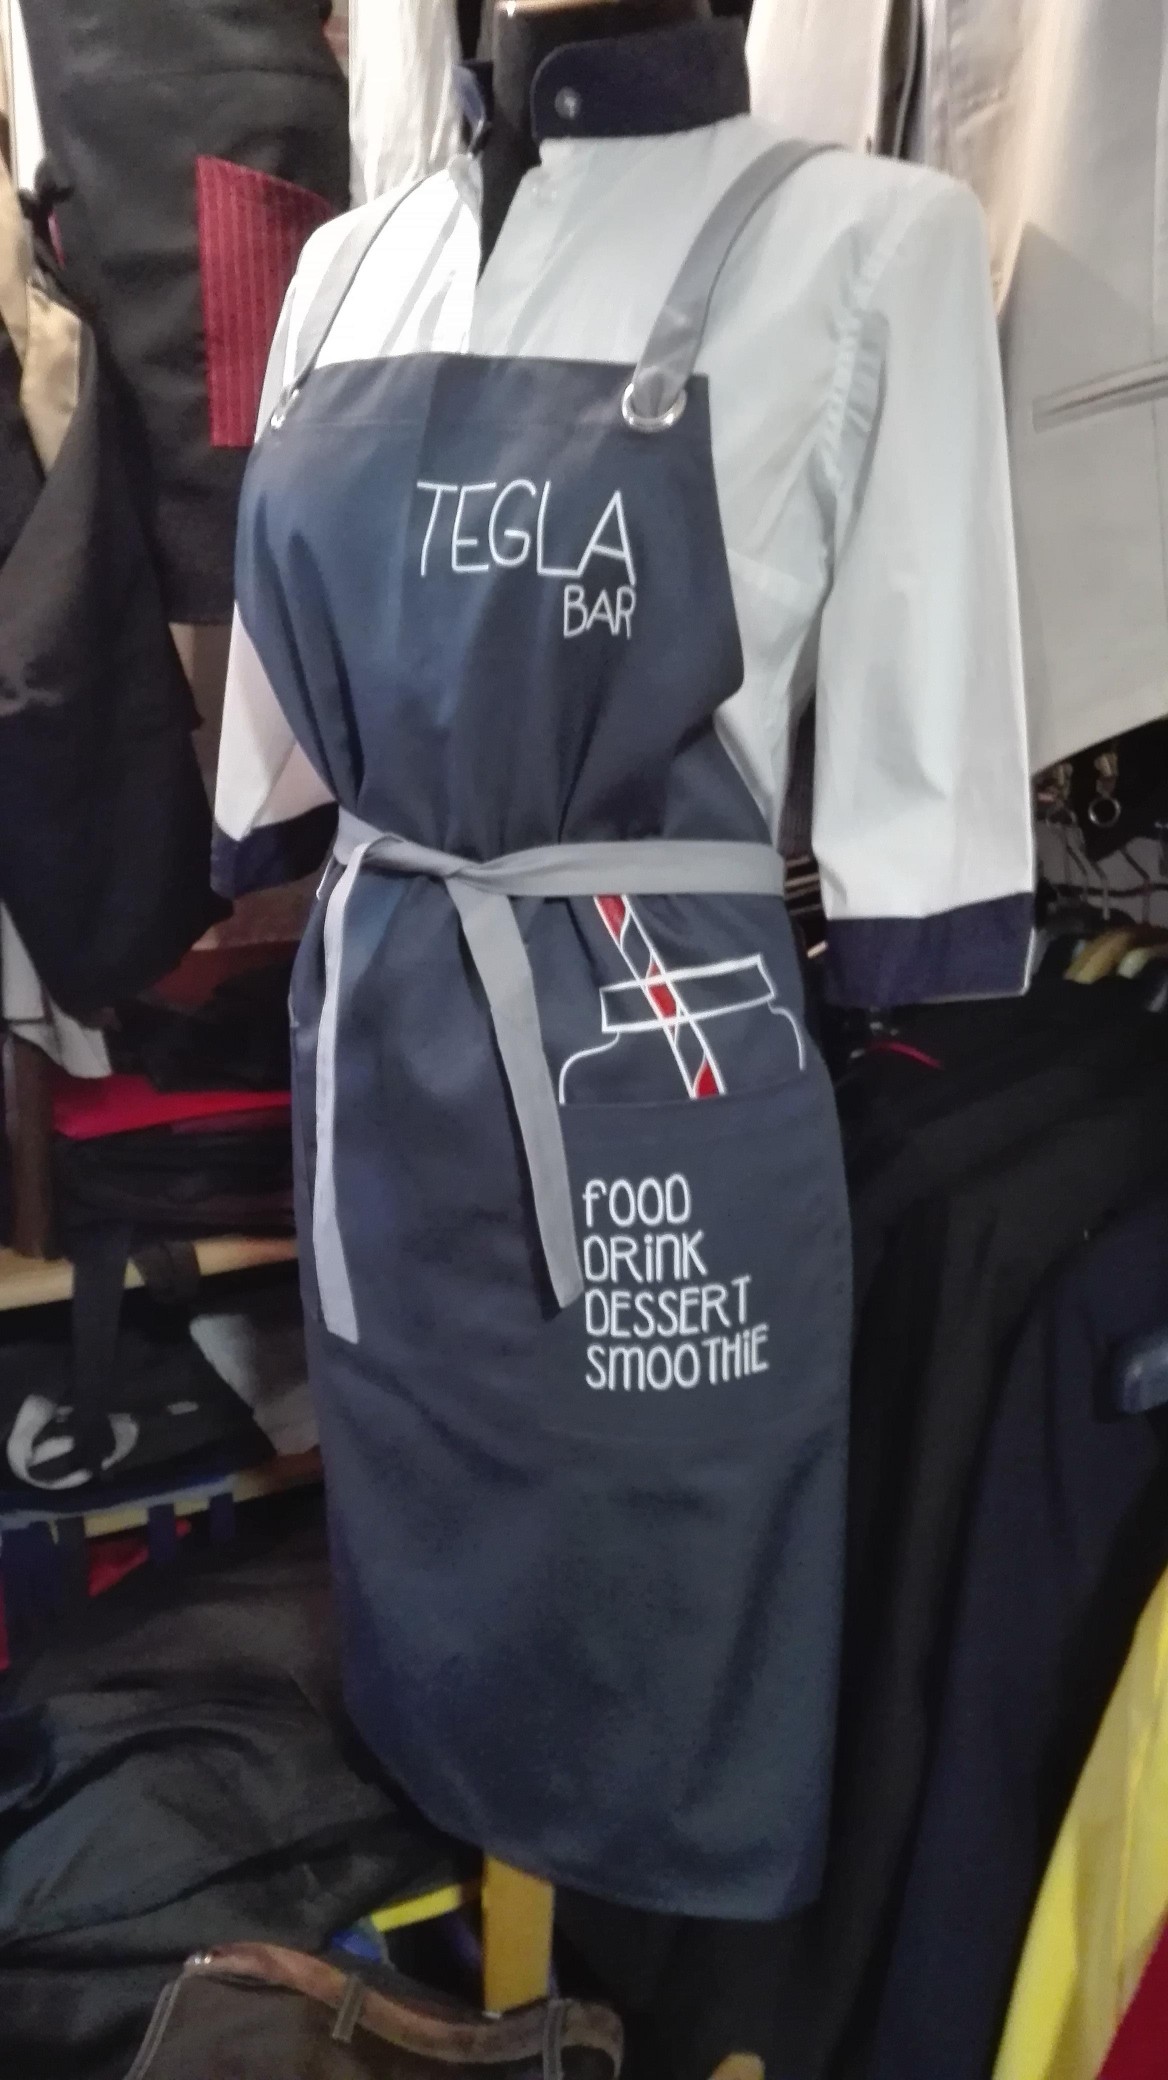 TEGLA
BAR
fOOD
DRiNK
DESSERT
SMOOTHiE